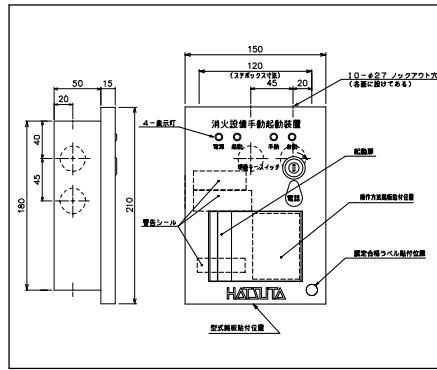 150
120
(スチボックス寸法)
45
20
50
15
20
10-φ27 ノックアウト穴
(各面に設けてある)
4-表示灯
消火設備手動起動装置
電源
起動
手動
自動
起動扉
40
45
180
210
切替キースイッチ
電話
操作方法銘板貼付位置
警告シール
認定合格ラベル貼付位置
HATSUTA
型式銘板貼付位置